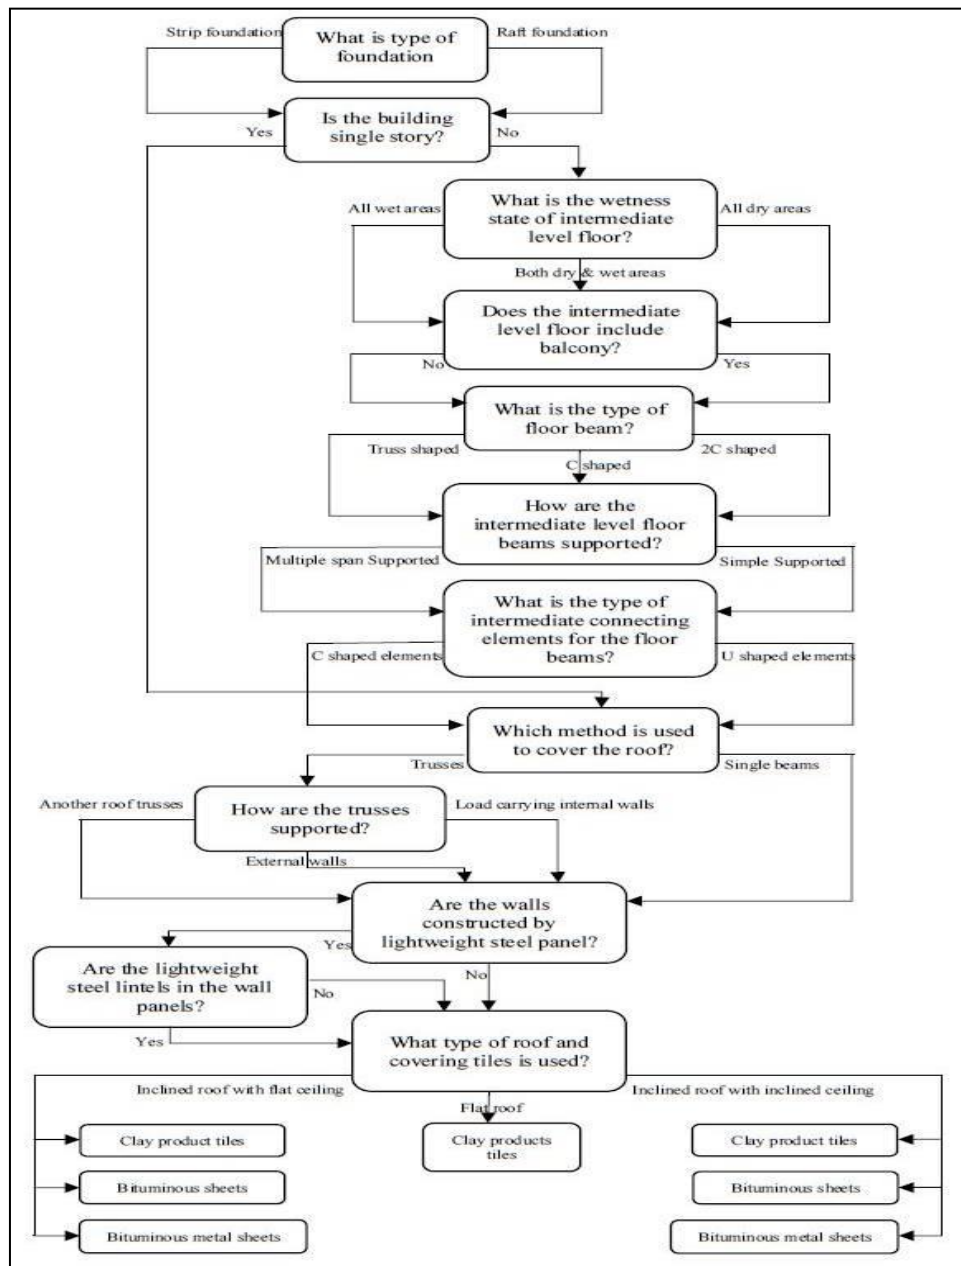 Strip foundation
What is type of
foundation
Raft foundation
Is the building
single story?
Yes
No
What is the wetness
state of intermediate
level floor?
All wet areas
All dry areas
Both dry & wet areas
Does the intermediate
level floor include
balcony?
No
Yes
What is the type of
floor beam?
Truss shaped
2C shaped
C shaped
How are the
intermediate level floor
beams supported?
Multiple span Supported
Simple Supported
What is the type of
intermediate connecting
elements for the floor
beams?
C shaped elements
U shaped elements
Which method is used
to cover the roof?
Trusses
Single beams
Another roof trusses
How are the trusses
supported?
Load carrying internal walls
External walls
Are the walls
constructed by
lightweight steel panel?
Yes
No
Are the lightweight
steel lintels in the wall
panels?
No
Yes
What type of roof and
covering tiles is used?
Inclined roof with flat ceiling
Flat roof
Inclined roof with inclined ceiling
Clay product tiles
Clay products
tiles
Clay product tiles
Bituminous sheets
Bituminous sheets
Bituminous metal sheets
Bituminous metal sheets